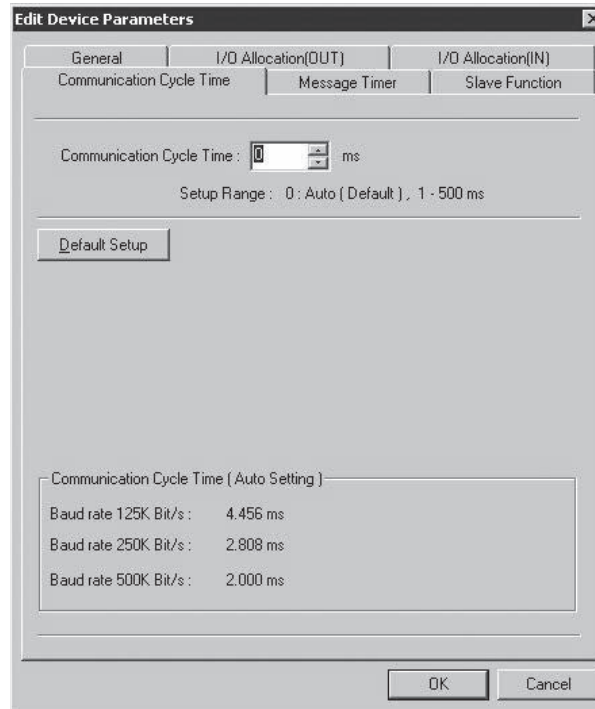 Edit Device Parameters
General I/O Allocation(OUT) I/O Allocation(IN)
Communication Cycle Time Message Timer Slave Function
Communication Cycle Time : 0 ms
Setup Range : 0 : Auto ( Default ) , 1 - 500 ms
Default Setup
Communication Cycle Time ( Auto Setting )
Baud rate 125K Bit/s : 4.456 ms
Baud rate 250K Bit/s : 2.808 ms
Baud rate 500K Bit/s : 2.000 ms
OK Cancel